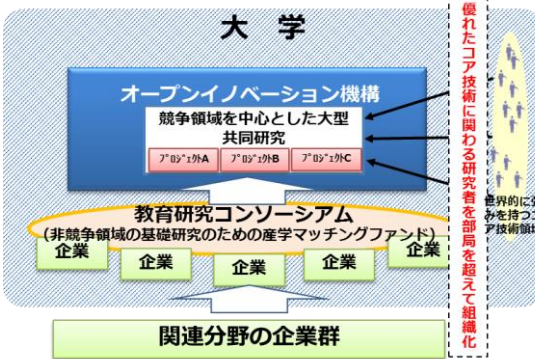 大　学
オープンイノベーション機構
競争領域を中心とした大型
共同研究
ﾌﾟﾛｼﾞｪｸﾄA
ﾌﾟﾛｼﾞｪｸﾄB
ﾌﾟﾛｼﾞｪｸﾄC
教育研究コンソーシアム
（非競争領域の基礎研究のための産学マッチングファンド）
企業
企業
企業
企業
企業
関連分野の企業群
優れたコア技術に関わる研究者を部局を超えて組織化
世界的に強
みを持つコ
ア技術領域